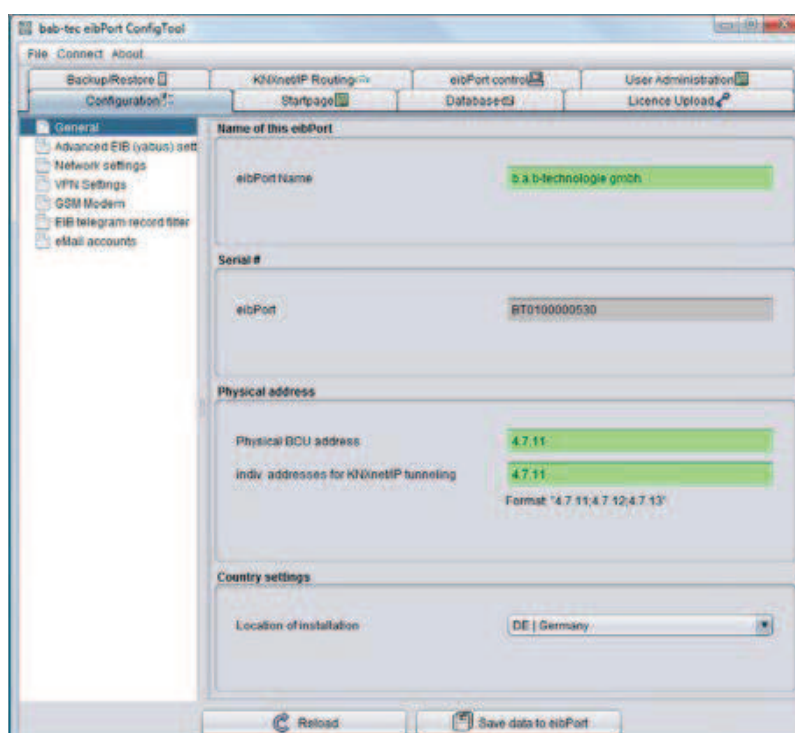 bab-tec eibPort ConfigTool
File Connect About
Backup/Restore KNXnet/IP Routing eibPort control User Administration
Configuration Startpage Database Licence Upload
General
Advanced EIB (yabus) sett
Network settings
VPN Settings
GSM Modem
EIB telegram record filter
eMail accounts
Name of this eibPort
eibPort Name b.a.b-technologie gmbh
Serial #
eibPort BT0100000530
Physical address
Physical BCU address 4.7.11
indiv. addresses for KNXnet/IP tunneling 4.7.11
Format: "4.7.11;4.7.12;4.7.13"
Country settings
Location of installation DE | Germany
Reload Save data to eibPort